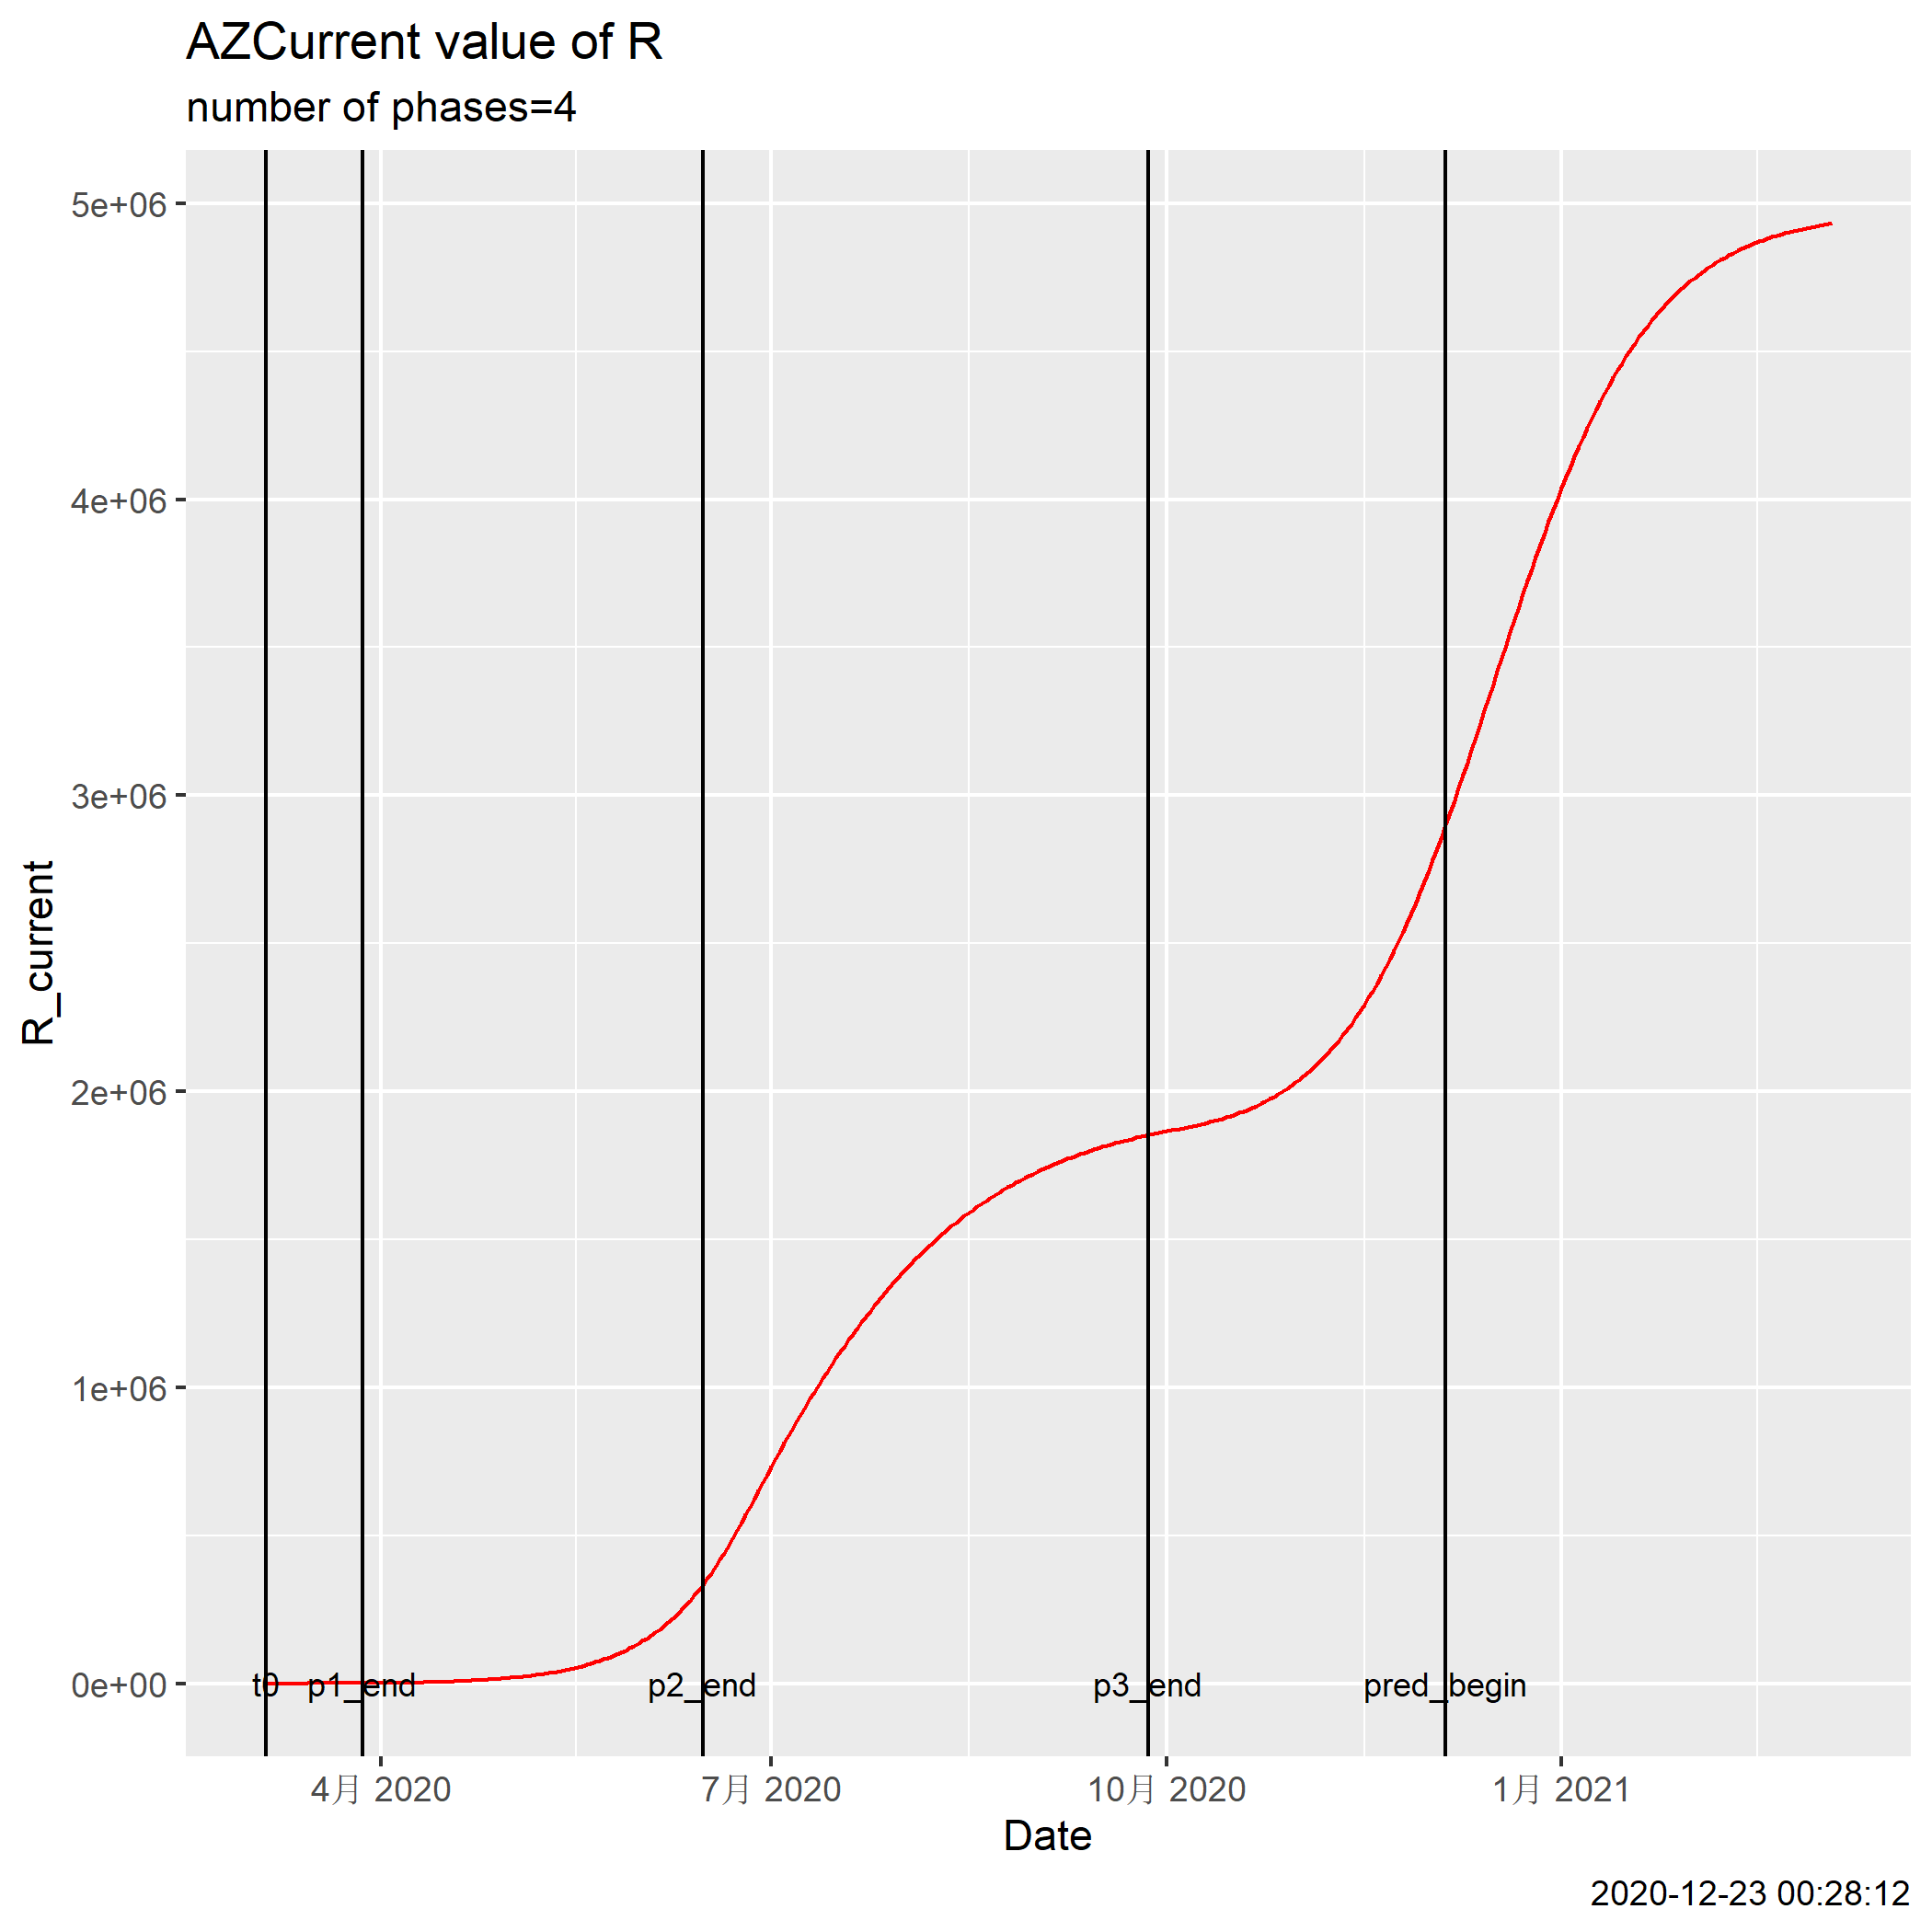 AZCurrent value of R
number of phases=4
5e+06
4e+06
3e+06
2e+06
1e+06
0e+00
R_current
t0 p1_end p2_end p3_end pred_begin
4月 2020 7月 2020 10月 2020 1月 2021
Date
2020-12-23 00:28:12